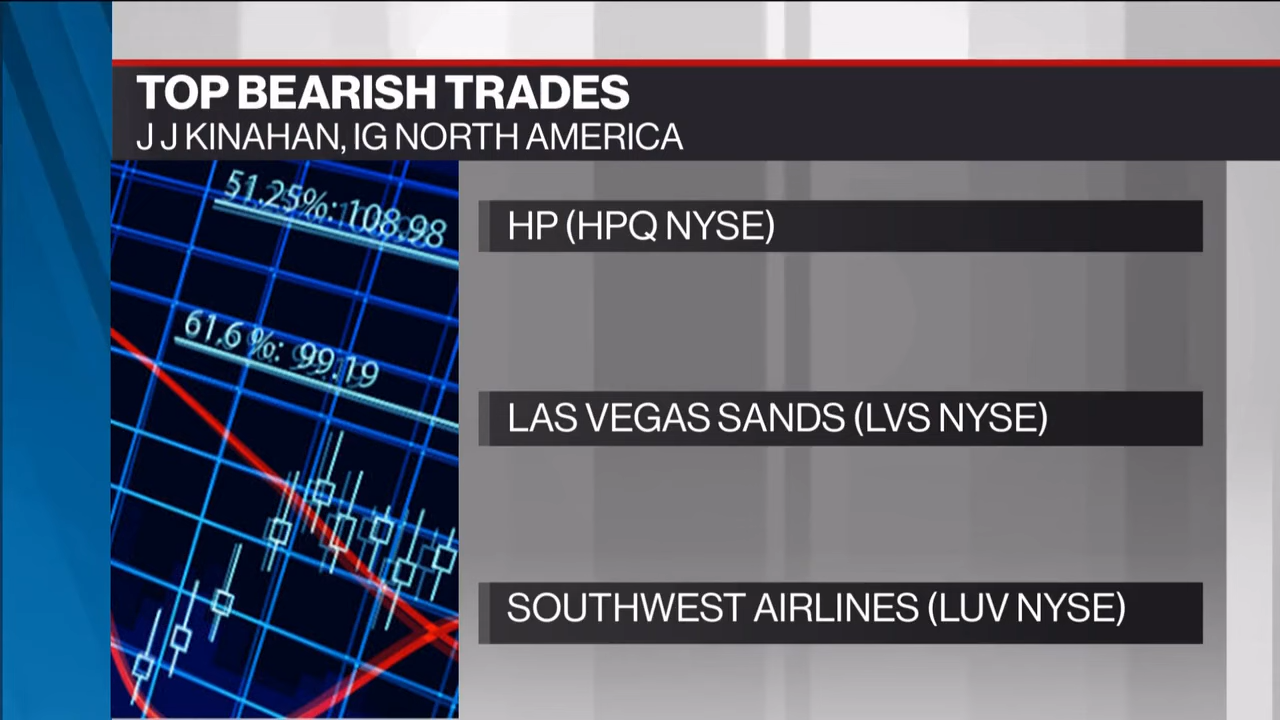 TOP BEARISH TRADES
J J KINAHAN, IG NORTH AMERICA
51.25%: 108.98
61.6 %: 99.19
HP (HPQ NYSE)
LAS VEGAS SANDS (LVS NYSE)
SOUTHWEST AIRLINES (LUV NYSE)